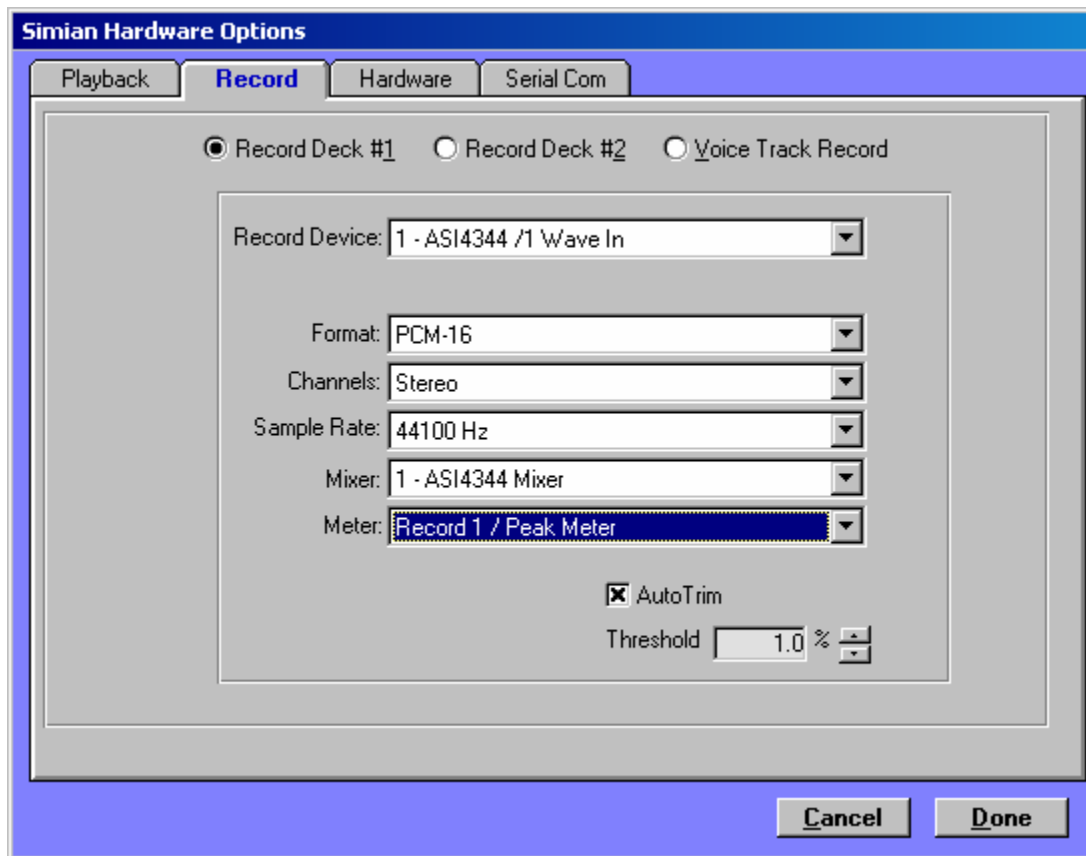 Simian Hardware Options
Playback Record Hardware Serial Com
Record Deck #1 Record Deck #2 Voice Track Record
Record Device: 1 - ASI4344 /1 Wave In
Format: PCM-16
Channels: Stereo
Sample Rate: 44100 Hz
Mixer: 1 - ASI4344 Mixer
Meter: Record 1 / Peak Meter
AutoTrim
Threshold 1.0 %
Cancel Done